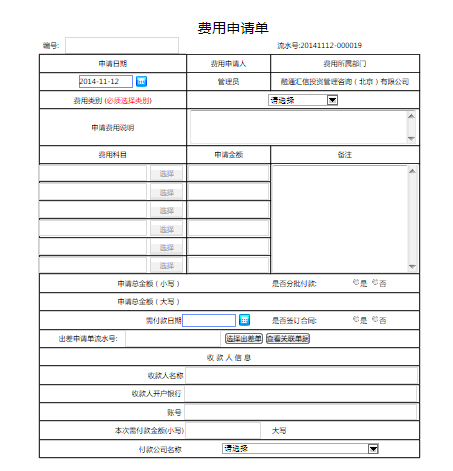 费用申请单
编号: 流水号:20141112-000019
申请日期 费用申请人 费用所属部门
2014-11-12 管理员 融通汇信投资管理咨询（北京）有限公司
费用类别 (必须选择类别) 请选择
申请费用说明
费用科目 申请金额 备注
选择
选择
选择
选择
选择
选择
申请总金额（小写） 是否分批付款: 是 否
申请总金额（大写）
需付款日期 是否签订合同: 是 否
出差申请单流水号: 选择出差单 查看关联单据
收 款 人 信 息
收款人名称
收款人开户银行
账号
本次需付款金额(小写) 大写
付款公司名称 请选择